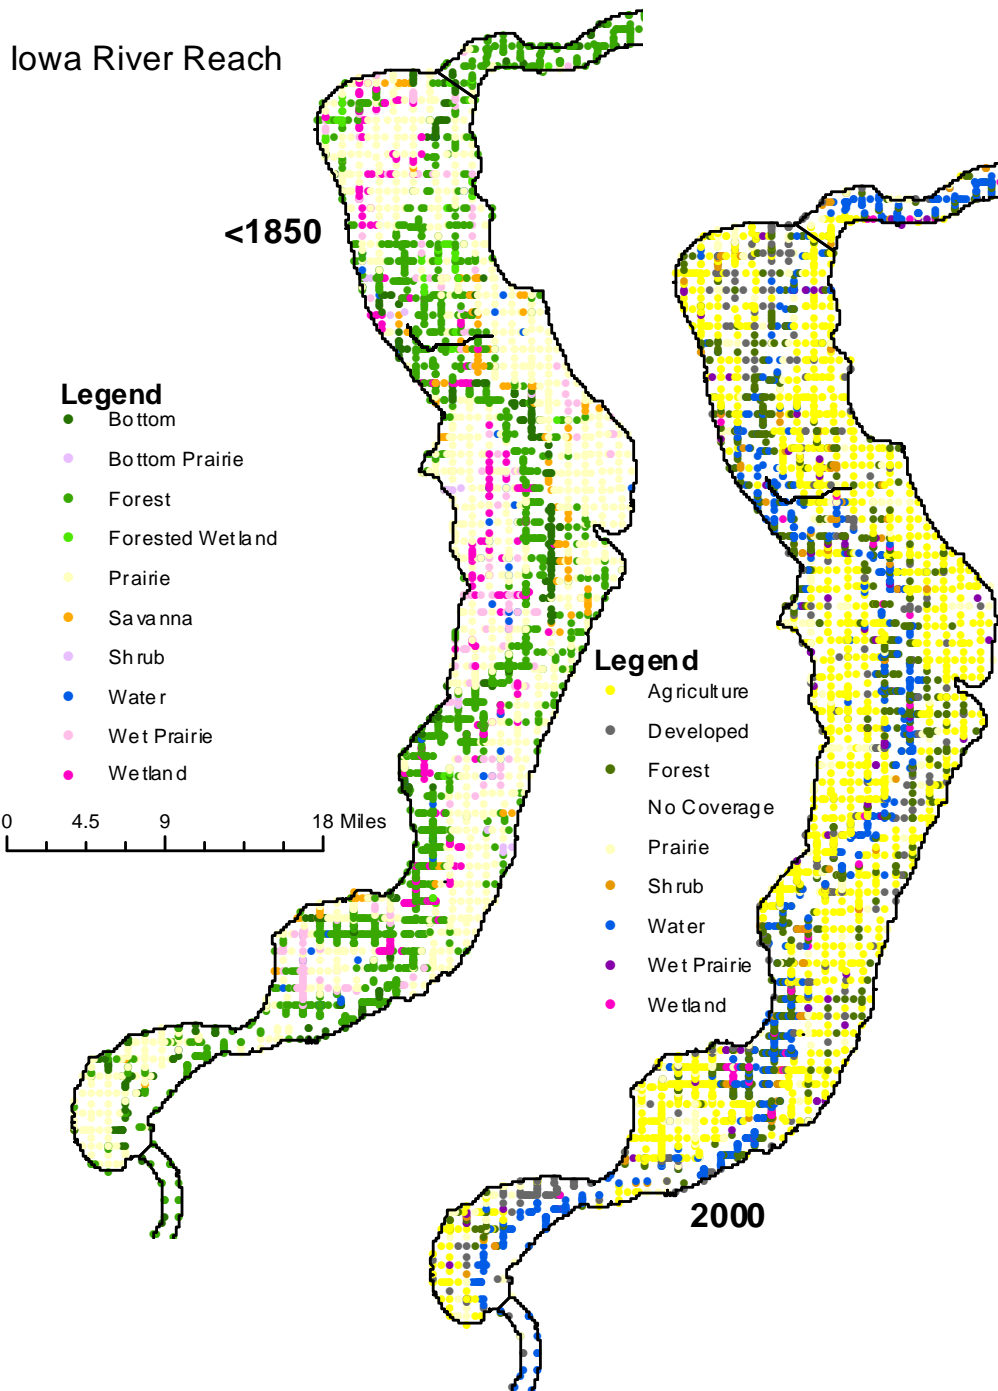 Iowa River Reach
<1850
Legend
Bottom
Bottom Prairie
Forest
Forested Wetland
Prairie
Savanna
Shrub
Water
Wet Prairie
Wetland
0 4.5 9 18 Miles
Legend
Agriculture
Developed
Forest
No Coverage
Prairie
Shrub
Water
Wet Prairie
Wetland
2000